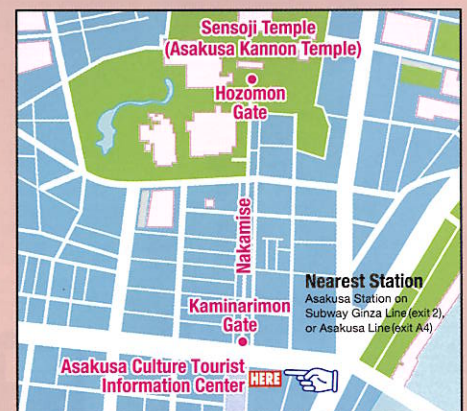 Sensoji Temple
(Asakusa Kannon Temple)
Hozomon
Gate
Nakamise
Nearest Station
Asakusa Station on
Subway Ginza Line (exit 2),
or Asakusa Line (exit A4)
Kaminarimon
Gate
Asakusa Culture Tourist
Information Center HERE